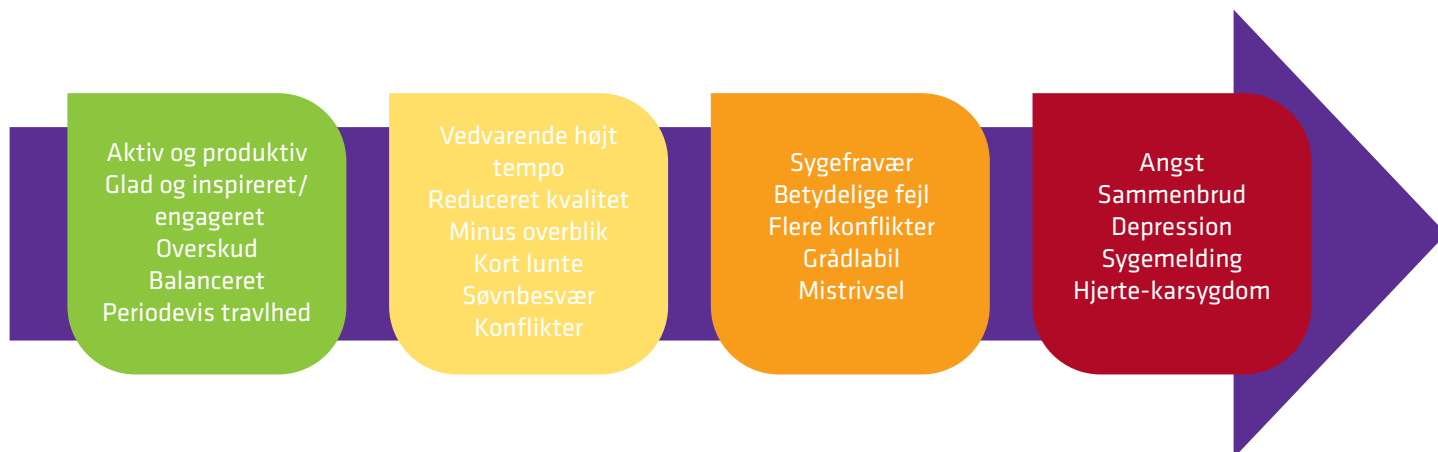 Aktiv og produktiv
Glad og inspireret/
engageret
Overskud
Balanceret
Periodevis travlhed
Vedvarende højt
tempo
Reduceret kvalitet
Minus overblik
Kort lunte
Søvnbesvær
Konflikter
Sygefravær
Betydelige fejl
Flere konflikter
Grådlabil
Mistrivsel
Angst
Sammenbrud
Depression
Sygemelding
Hjerte-karsygdom